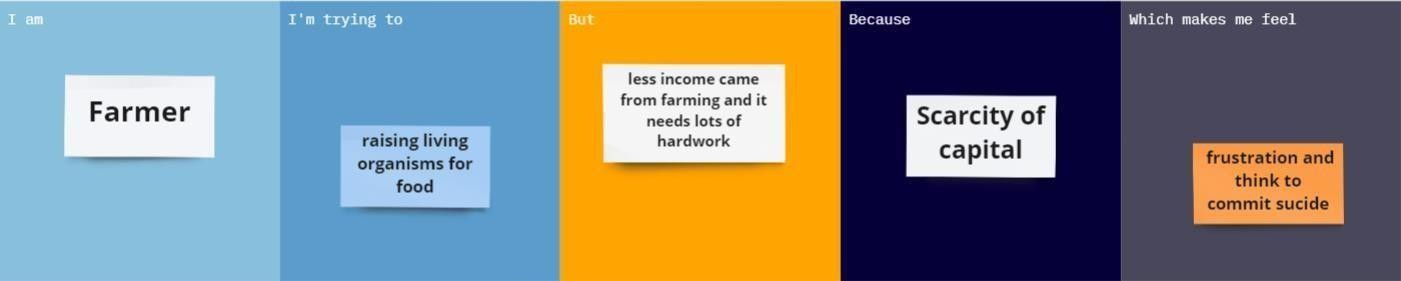 I am
Farmer
I'm trying to
raising living
organisms for
food
But
less income came
from farming and it
needs lots of
hardwork
Because
Scarcity of
capital
Which makes me feel
frustration and
think to
commit sucide